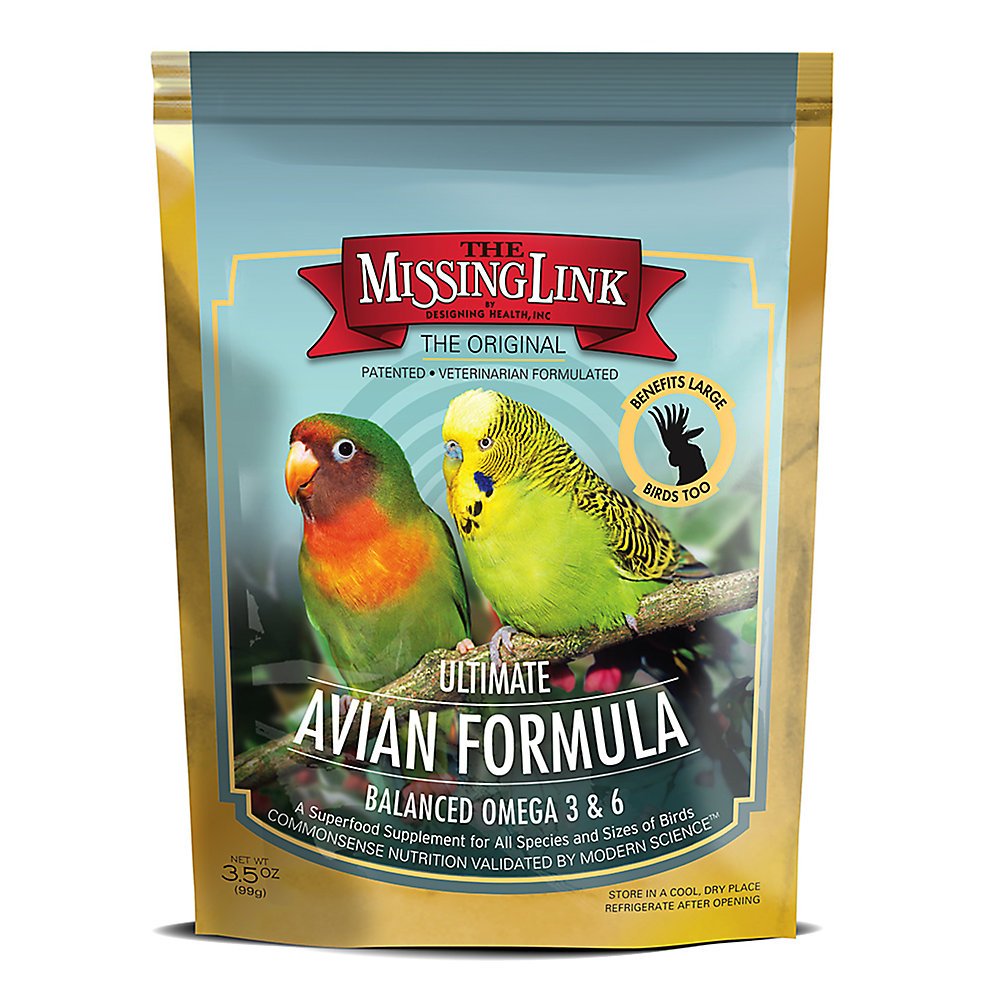 THE
MISSING LINK
BY
DESIGNING HEALTH, INC
THE ORIGINAL
PATENTED • VETERINARIAN FORMULATED
BENEFITS LARGE
BIRDS TOO
ULTIMATE
AVIAN FORMULA
BALANCED OMEGA 3 & 6
A Superfood Supplement for All Species and Sizes of Birds
COMMONSENSE NUTRITION VALIDATED BY MODERN SCIENCE™
NET WT
3.5 OZ
(99g)
STORE IN A COOL, DRY PLACE
REFRIGERATE AFTER OPENING